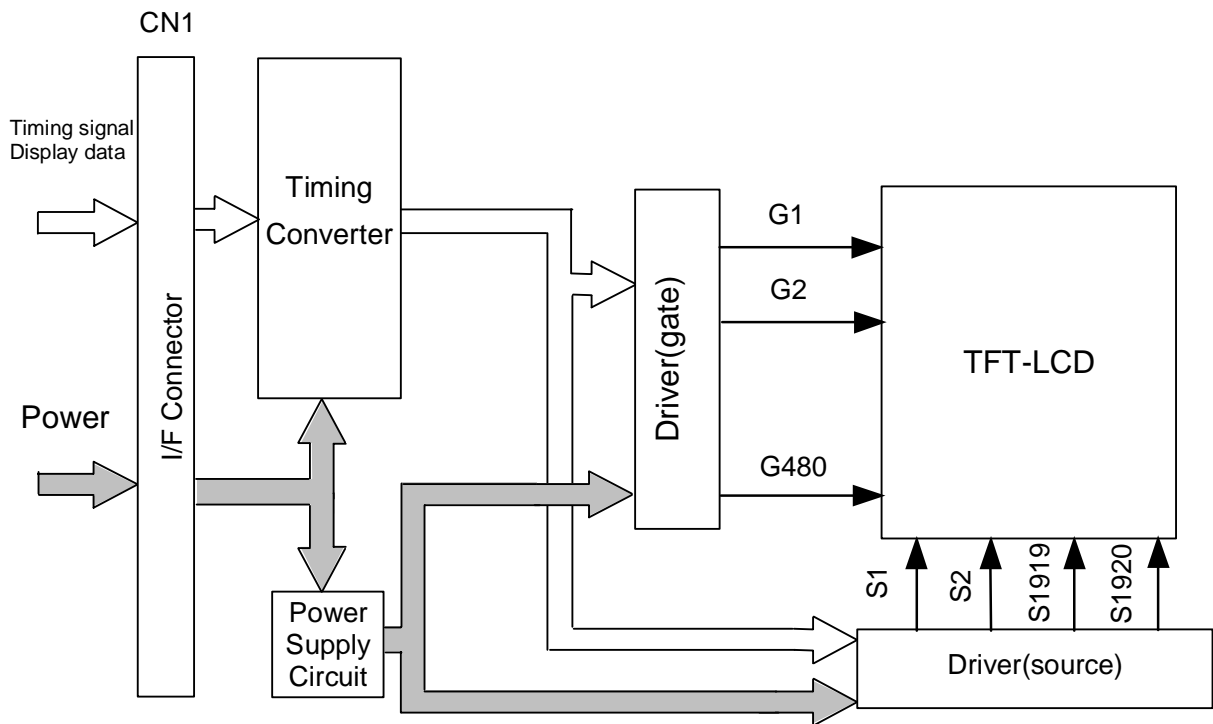 CN1
Timing signal
Display data
Power
I/F Connector
Timing
Converter
Power
Supply
Circuit
Driver(gate)
G1
G2
G480
TFT-LCD
S1
S2
S1919
S1920
Driver(source)